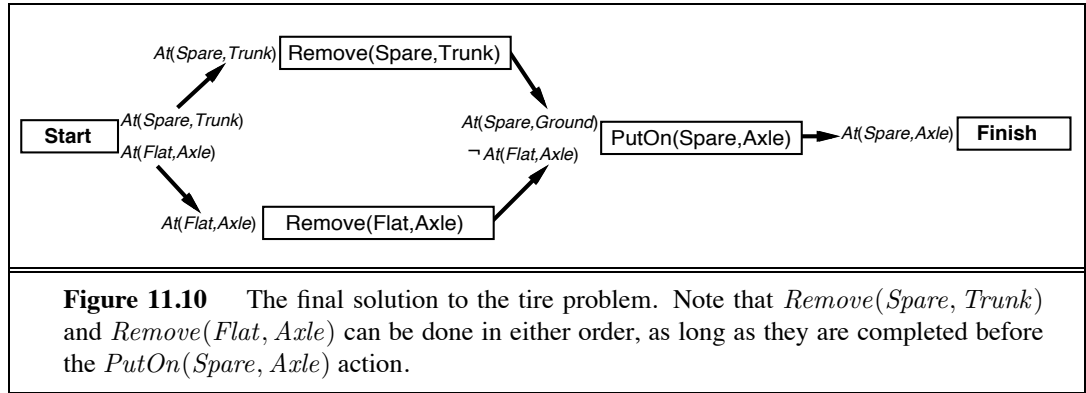 At(Spare,Trunk) Remove(Spare,Trunk)
Start At(Spare,Trunk) At(Spare,Ground)
At(Flat,Axle) ¬ At(Flat,Axle) PutOn(Spare,Axle) At(Spare,Axle) Finish
At(Flat,Axle) Remove(Flat,Axle)
Figure 11.10 The final solution to the tire problem. Note that Remove(Spare, Trunk)
and Remove(Flat, Axle) can be done in either order, as long as they are completed before
the PutOn(Spare, Axle) action.